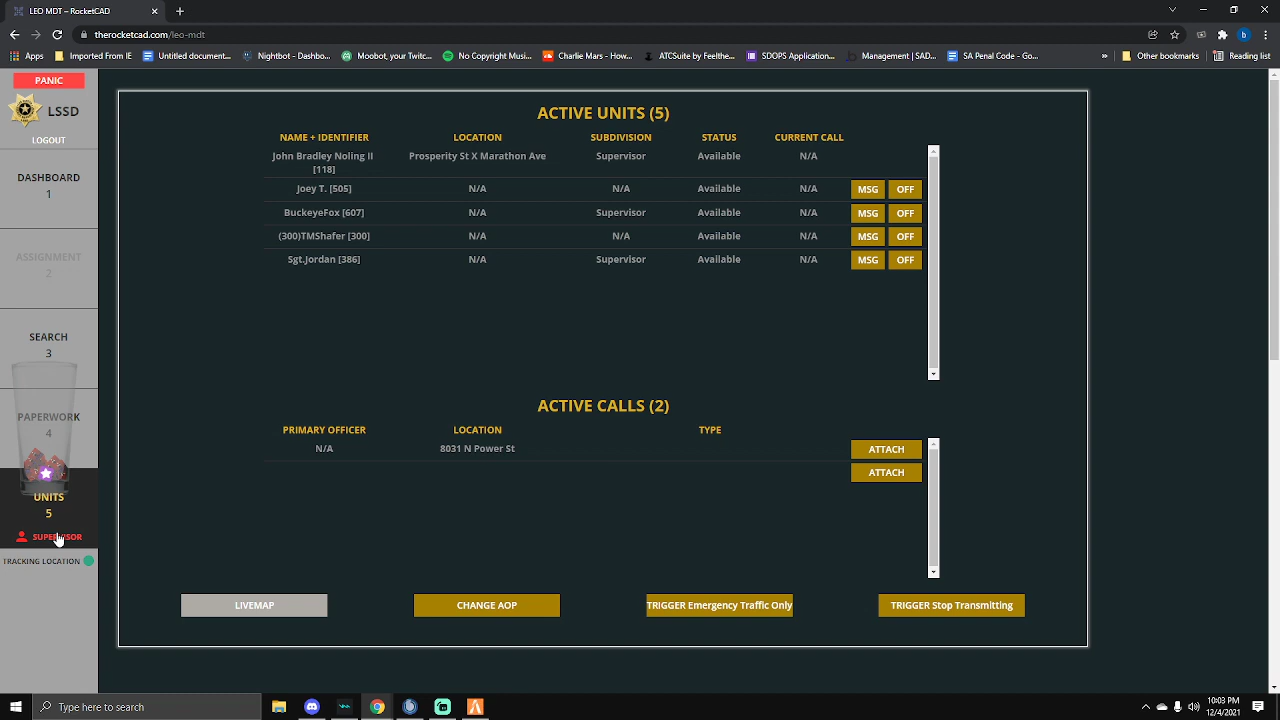 LEO MDT – RocketCAD
therocketcad.com/leo-mdt
Apps
Imported From IE
Untitled document...
Nightbot - dashboar...
Moobot, your Twitc...
No Copyright Musi...
Charlie Mars - How...
ATCSuite by Feelthe...
SDOPS Application...
Management | SAD...
SA Penal Code - Go...
»
Other bookmarks
Reading list
PANIC
LSSD
LOGOUT
DASHBOARD
1
ASSIGNMENT
2
SEARCH
3
PAPERWORK
4
UNITS
5
SUPERVISOR
TRACKING LOCATION
ACTIVE UNITS (5)
NAME + IDENTIFIER LOCATION SUBDIVISION STATUS CURRENT CALL
John Bradley Noling II Prosperity St X Marathon Ave Supervisor Available N/A
[118]
Joey T. [505] N/A N/A Available N/A MSG OFF
BuckeyeFox [607] N/A Supervisor Available N/A MSG OFF
(300)TMShafer [300] N/A N/A Available N/A MSG OFF
Sgt.Jordan [386] N/A Supervisor Available N/A MSG OFF
ACTIVE CALLS (2)
PRIMARY OFFICER LOCATION TYPE
N/A 8031 N Power St ATTACH
ATTACH
LIVEMAP CHANGE AOP TRIGGER Emergency Traffic Only TRIGGER Stop Transmitting
Type here to search
10:03 PM
12/4/2021